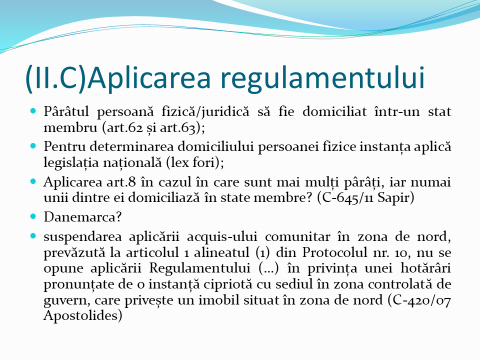 (II.C)Aplicarea regulamentului
Pârâtul persoană fizică/juridică să fie domiciliat într-un stat
membru (art.62 și art.63);
Pentru determinarea domiciliului persoanei fizice instanța aplică
legislația națională (lex fori);
Aplicarea art.8 în cazul în care sunt mai mulți pârâți, iar numai
unii dintre ei domiciliază în state membre? (C-645/11 Sapir)
Danemarca?
suspendarea aplicării acquis-ului comunitar în zona de nord,
prevăzută la articolul 1 alineatul (1) din Protocolul nr. 10, nu se
opune aplicării Regulamentului (...) în privința unei hotărâri
pronunțate de o instanță cipriotă cu sediul în zona controlată de
guvern, care privește un imobil situat în zona de nord (C-420/07
Apostolides)